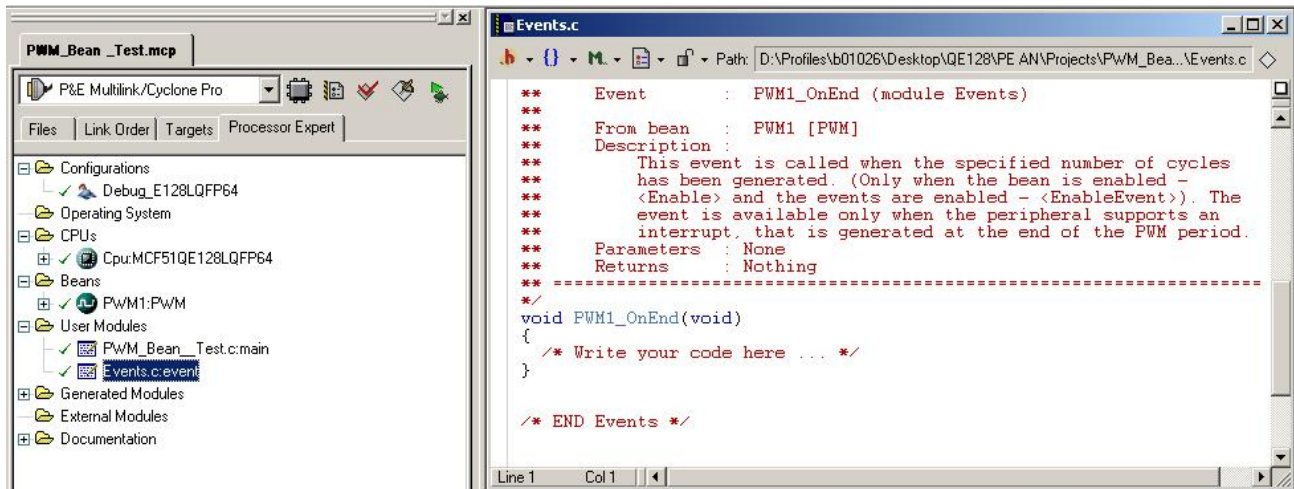 PWM_Bean _Test.mcp
P&E Multilink/Cyclone Pro
Files Link Order Targets Processor Expert
Configurations
Debug_E128LQFP64
Operating System
CPUs
Cpu:MCF51QE128LQFP64
Beans
PWM1:PWM
User Modules
PWM_Bean__Test.c:main
Events.c:event
Generated Modules
External Modules
Documentation
Events.c
.h {} M. Path: D:\Profiles\b01026\Desktop\QE128\PE AN\Projects\PWM_Bea...\Events.c
** Event : PWM1_OnEnd (module Events)
**
** From bean : PWM1 [PWM]
** Description :
** This event is called when the specified number of cycles
** has been generated. (Only when the bean is enabled -
** <Enable> and the events are enabled - <EnableEvent>). The
** event is available only when the peripheral supports an
** interrupt, that is generated at the end of the PWM period.
** Parameters : None
** Returns : Nothing
** ===================================================================
*/
void PWM1_OnEnd(void)
{
/* Write your code here ... */
}
/* END Events */
Line 1 Col 1